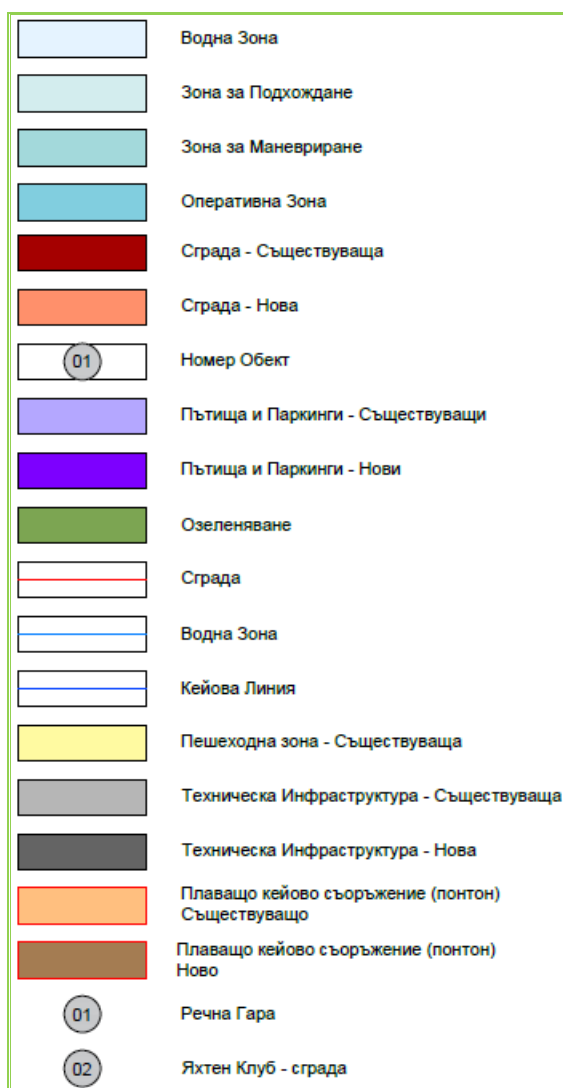 Водна Зона
Зона за Подхождане
Зона за Маневриране
Оперативна Зона
Сграда - Съществуваща
Сграда - Нова
01 Номер Обект
Пътища и Паркинги - Съществуващи
Пътища и Паркинги - Нови
Озеленяване
Сграда
Водна Зона
Кейова Линия
Пешеходна зона - Съществуваща
Техническа Инфраструктура - Съществуваща
Техническа Инфраструктура - Нова
Плаващо кейово съоръжение (понтон)
Съществуващо
Плаващо кейово съоръжение (понтон)
Ново
01 Речна Гара
02 Яхтен Клуб - сграда